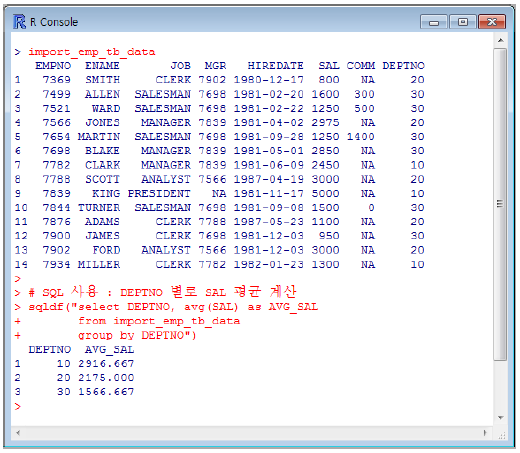 R Console
> import_emp_tb_data
   EMPNO  ENAME       JOB  MGR   HIREDATE  SAL COMM DEPTNO
1   7369  SMITH     CLERK 7902 1980-12-17  800   NA     20
2   7499  ALLEN  SALESMAN 7698 1981-02-20 1600  300     30
3   7521   WARD  SALESMAN 7698 1981-02-22 1250  500     30
4   7566  JONES   MANAGER 7839 1981-04-02 2975   NA     20
5   7654 MARTIN  SALESMAN 7698 1981-09-28 1250 1400     30
6   7698  BLAKE   MANAGER 7839 1981-05-01 2850   NA     30
7   7782  CLARK   MANAGER 7839 1981-06-09 2450   NA     10
8   7788  SCOTT   ANALYST 7566 1987-04-19 3000   NA     20
9   7839   KING PRESIDENT   NA 1981-11-17 5000   NA     10
10  7844 TURNER  SALESMAN 7698 1981-09-08 1500    0     30
11  7876  ADAMS     CLERK 7788 1987-05-23 1100   NA     20
12  7900  JAMES     CLERK 7698 1981-12-03  950   NA     30
13  7902   FORD   ANALYST 7566 1981-12-03 3000   NA     20
14  7934 MILLER     CLERK 7782 1982-01-23 1300   NA     10
>
> # SQL 사용 : DEPTNO 별로 SAL 평균 계산
> sqldf("select DEPTNO, avg(SAL) as AVG_SAL
+        from import_emp_tb_data
+        group by DEPTNO")
  DEPTNO  AVG_SAL
1     10 2916.667
2     20 2175.000
3     30 1566.667
>